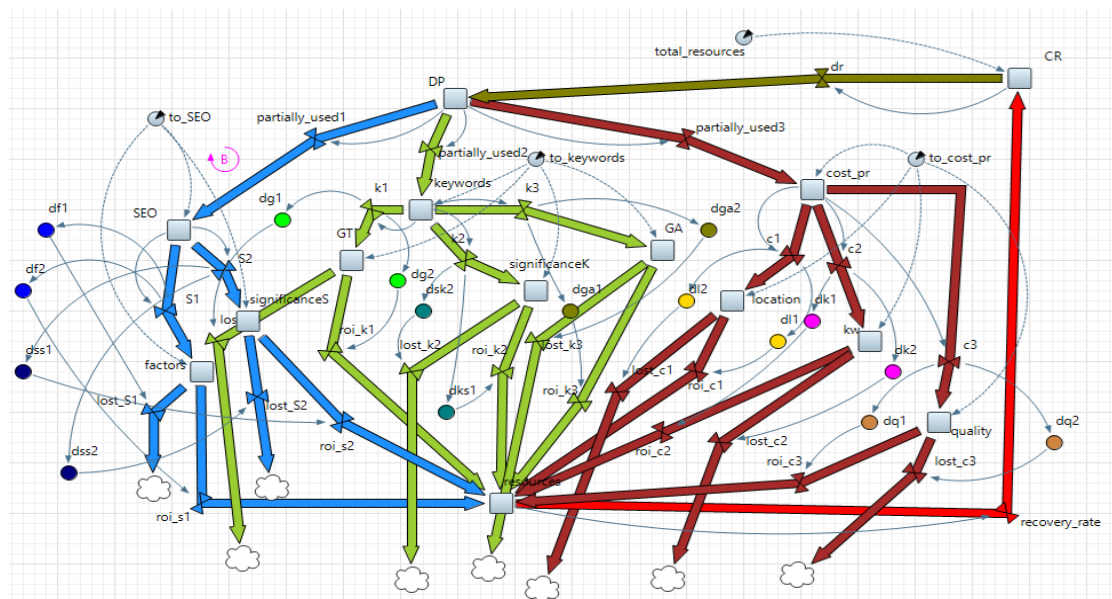 total_resources
CR
dr
DP
to_SEO
partially_used1
partially_used3
B
partially_used2
to_keywords
to_cost_pr
cost_pr
keywords
k1
k3
dg1
df1
SEO
dga2
GA
GT
k2
c1
c2
S2
df2
significanceK
dg2
dsk2
dga1
dl2
location
dk1
S1
significanceS
los
dl1
kw
roi_k1
lost_k2
roi_k2
lost_k3
c3
dss1
factors
lost_c1
dk2
roi_c1
roi_k3
dks1
lost_S1
lost_S2
dq1
dq2
quality
roi_s2
dss2
roi_c2
lost_c2
roi_c3
lost_c3
resources
roi_s1
recovery_rate